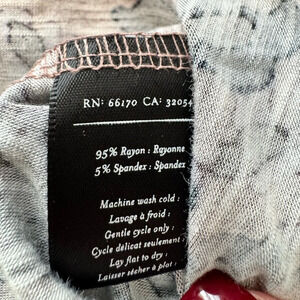 RN: 66170 CA: 32054
95% Rayon : Rayonne
5% Spandex : Spandex
Machine wash cold :
Lavage à froid :
Gentle cycle only :
Cycle délicat seulement :
Lay flat to dry :
Laisser sécher à plat :